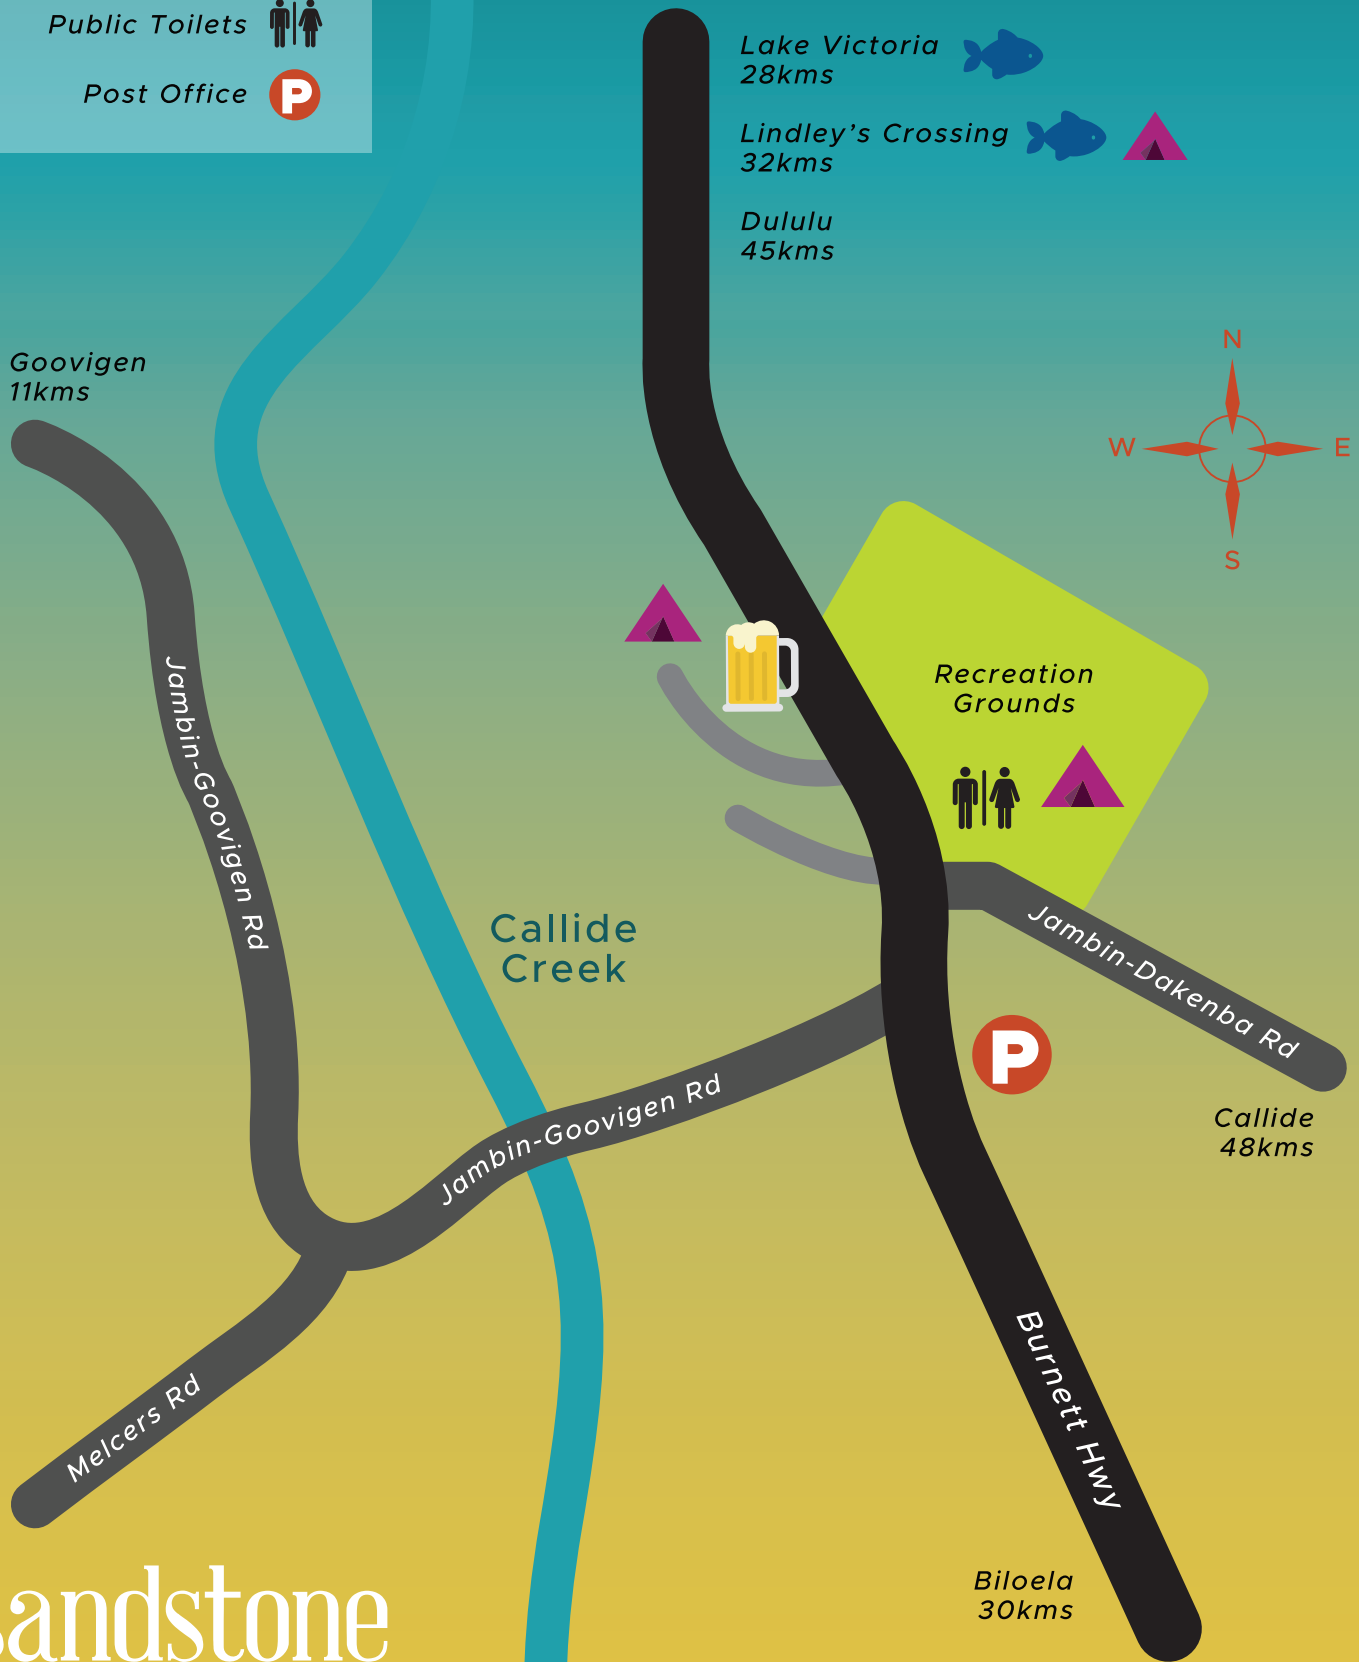 Public Toilets
Post Office
P
Lake Victoria
28kms
Lindley's Crossing
32kms
Dululu
45kms
Goovigen
11kms
N
W
E
S
Recreation
Grounds
Jambin-Goovigen Rd
Callide
Creek
Jambin-Dakenba Rd
P
Jambin-Goovigen Rd
Callide
48kms
Burnett Hwy
Melcers Rd
Biloela
30kms
andstone